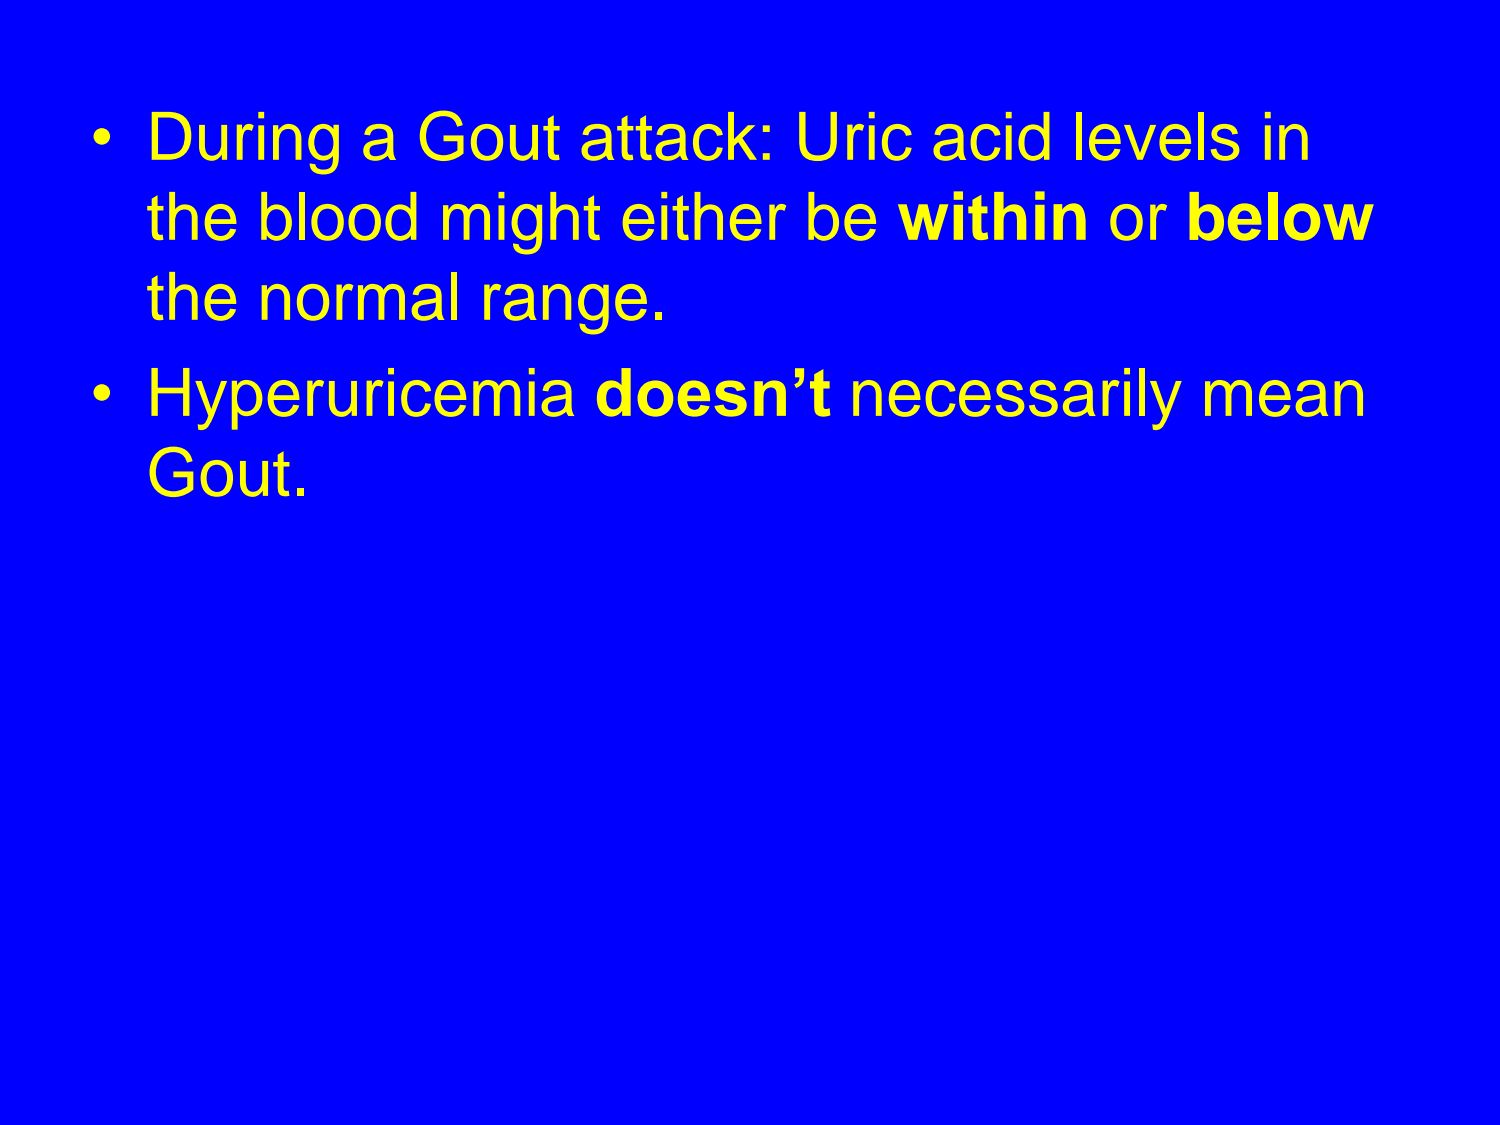 • During a Gout attack: Uric acid levels in
the blood might either be within or below
the normal range.
• Hyperuricemia doesn’t necessarily mean
Gout.